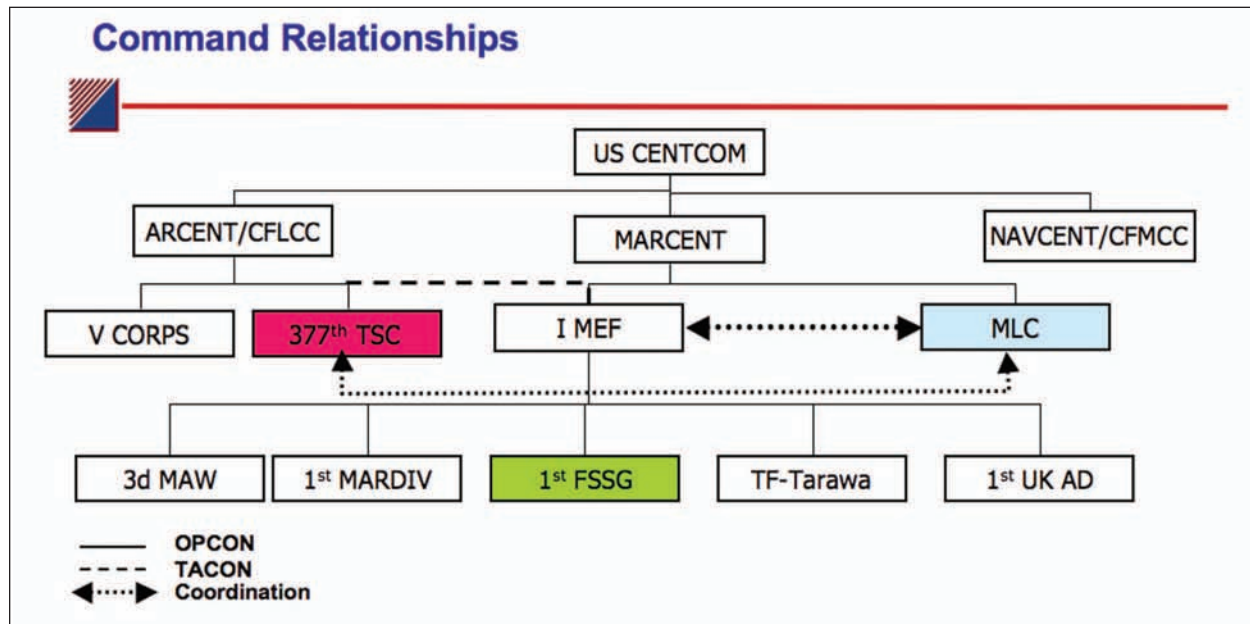 Command Relationships
US CENTCOM
ARCENT/CFLCC
MARCENT
NAVCENT/CFMCC
V CORPS
377th TSC
I MEF
MLC
3d MAW
1st MARDIV
1st FSSG
TF-Tarawa
1st UK AD
OPCON
TACON
Coordination